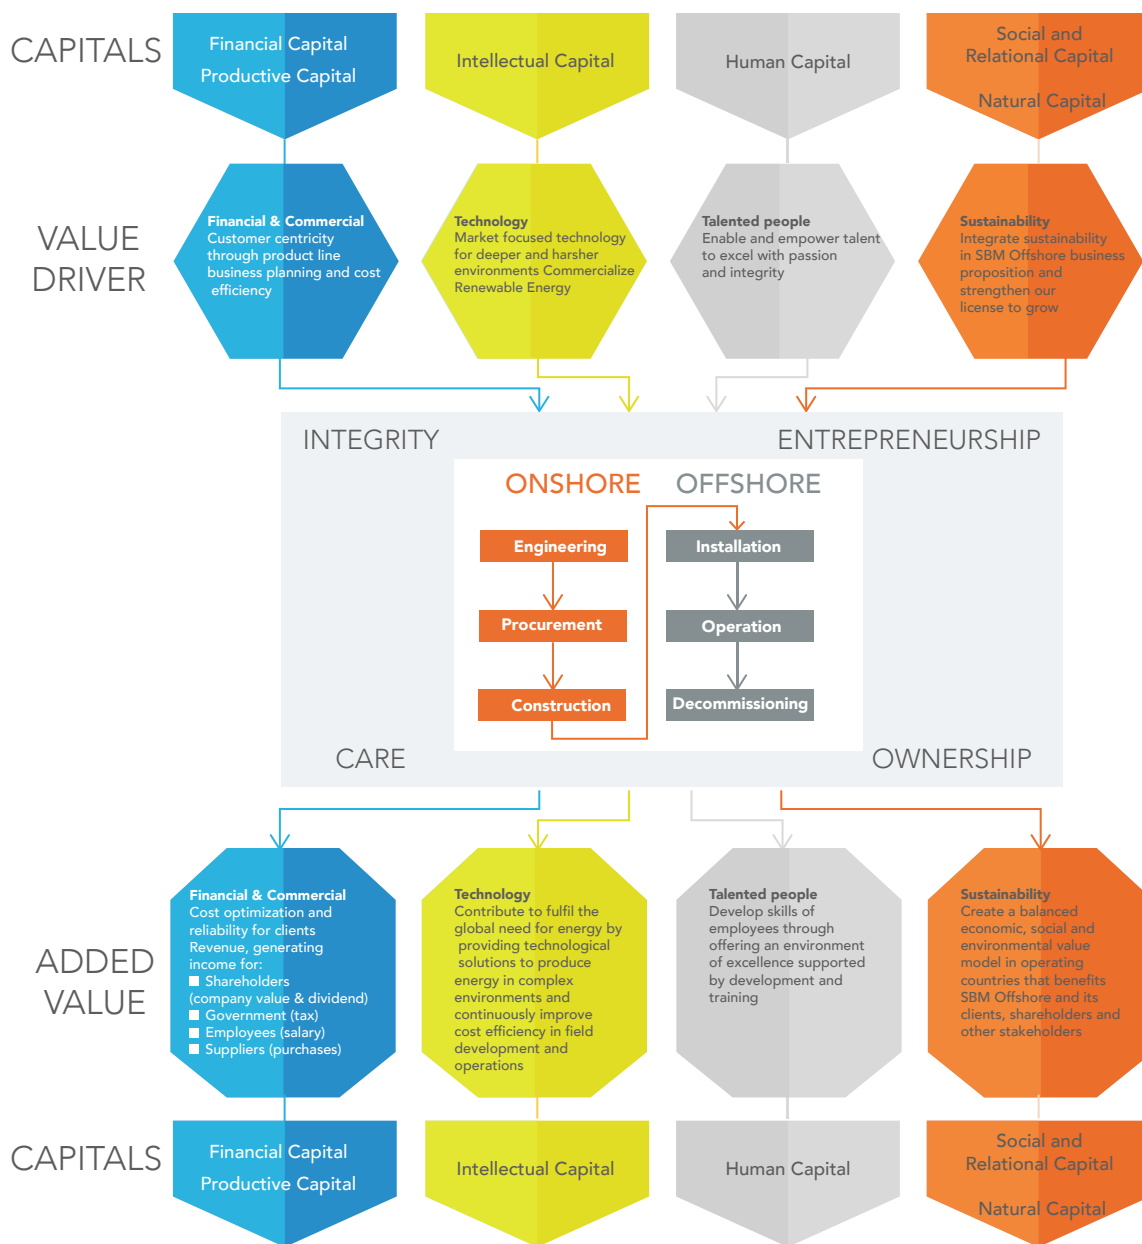 CAPITALS
Financial Capital
Productive Capital
Intellectual Capital
Human Capital
Social and
Relational Capital
Natural Capital
VALUE
DRIVER
Financial & Commercial
Customer centricity
through product line
business planning and cost
efficiency
Technology
Market focused technology
for deeper and harsher
environments Commercialize
Renewable Energy
Talented people
Enable and empower talent
to excel with passion
and integrity
Sustainability
Integrate sustainability
in SBM Offshore business
proposition and
strengthen our
license to grow
INTEGRITY
ENTREPRENEURSHIP
ONSHORE
OFFSHORE
Engineering
Procurement
Construction
Installation
Operation
Decommissioning
CARE
OWNERSHIP
ADDED
VALUE
Financial & Commercial
Cost optimization and
reliability for clients
Revenue, generating
income for:
Shareholders
(company value & dividend)
Government (tax)
Employees (salary)
Suppliers (purchases)
Technology
Contribute to fulfil the
global need for energy by
providing technological
solutions to produce
energy in complex
environments and
continuously improve
cost efficiency in field
development and
operations
Talented people
Develop skills of
employees through
offering an environment
of excellence supported
by development and
training
Sustainability
Create a balanced
economic, social and
environmental value
model in operating
countries that benefits
SBM Offshore and its
clients, shareholders and
other stakeholders
CAPITALS
Financial Capital
Productive Capital
Intellectual Capital
Human Capital
Social and
Relational Capital
Natural Capital